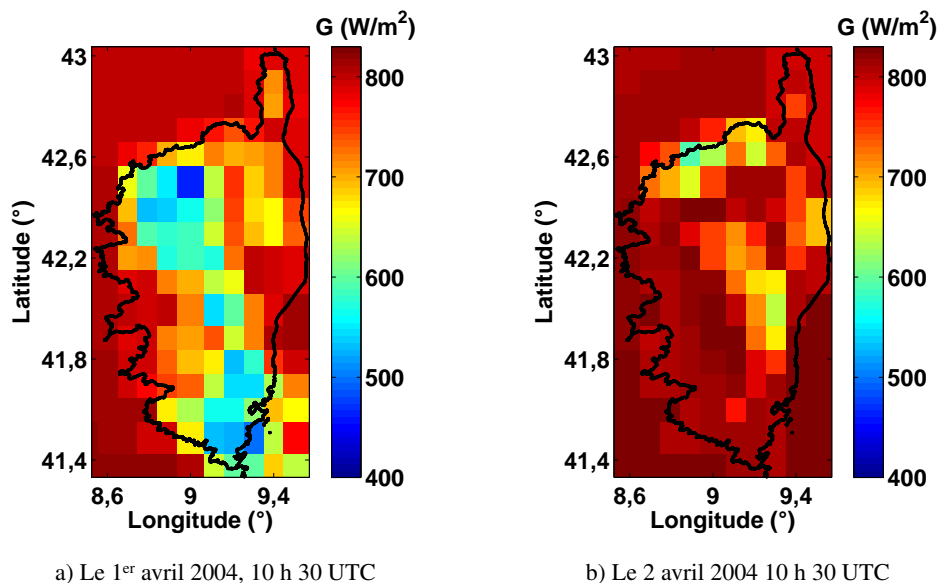 G (W/m²)
43
42,6
42,2
41,8
41,4
Latitude (°)
8,6 9 9,4
Longitude (°)
800
700
600
500
400
G (W/m²)
43
42,6
42,2
41,8
41,4
Latitude (°)
8,6 9 9,4
Longitude (°)
800
700
600
500
400
a) Le 1er avril 2004, 10 h 30 UTC
b) Le 2 avril 2004 10 h 30 UTC